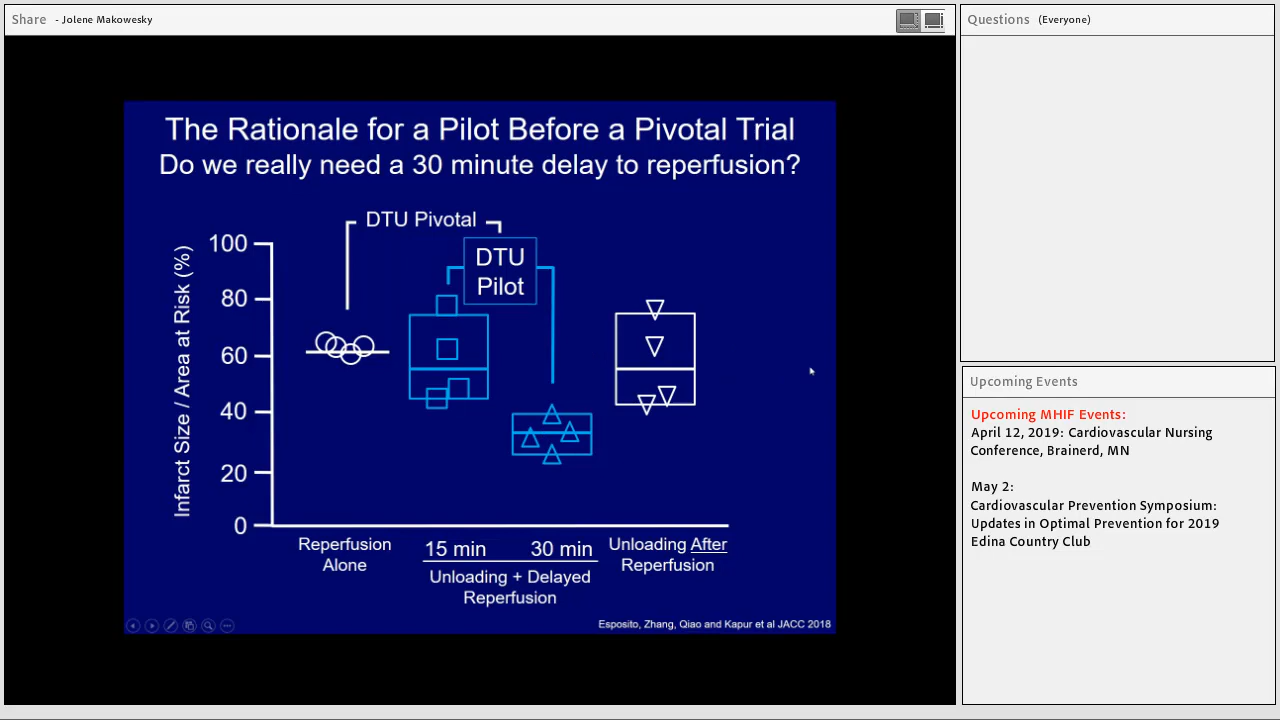 Share - Jolene Makowesky
The Rationale for a Pilot Before a Pivotal Trial
Do we really need a 30 minute delay to reperfusion?
DTU Pivotal
DTU
Pilot
Infarct Size / Area at Risk (%)
100
80
60
40
20
0
Reperfusion
Alone
15 min 30 min
Unloading + Delayed
Reperfusion
Unloading After
Reperfusion
Esposito, Zhang, Qiao and Kapur et al JACC 2018
Questions (Everyone)
Upcoming Events
Upcoming MHIF Events:
April 12, 2019: Cardiovascular Nursing
Conference, Brainerd, MN
May 2:
Cardiovascular Prevention Symposium:
Updates in Optimal Prevention for 2019
Edina Country Club